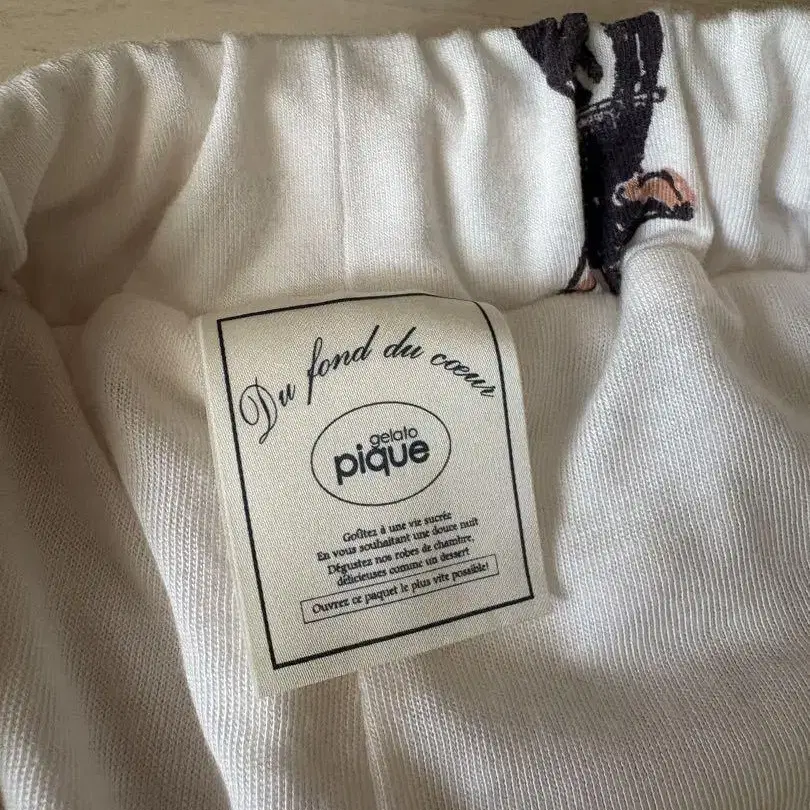 Du fond du cœur
gelato
pique
Goûtez à une vie sucrée
En vous souhaitant une douce nuit
Dégustez nos robes de chambre,
délicieuses comme un dessert
Ouvrez ce paquet le plus vite possible!